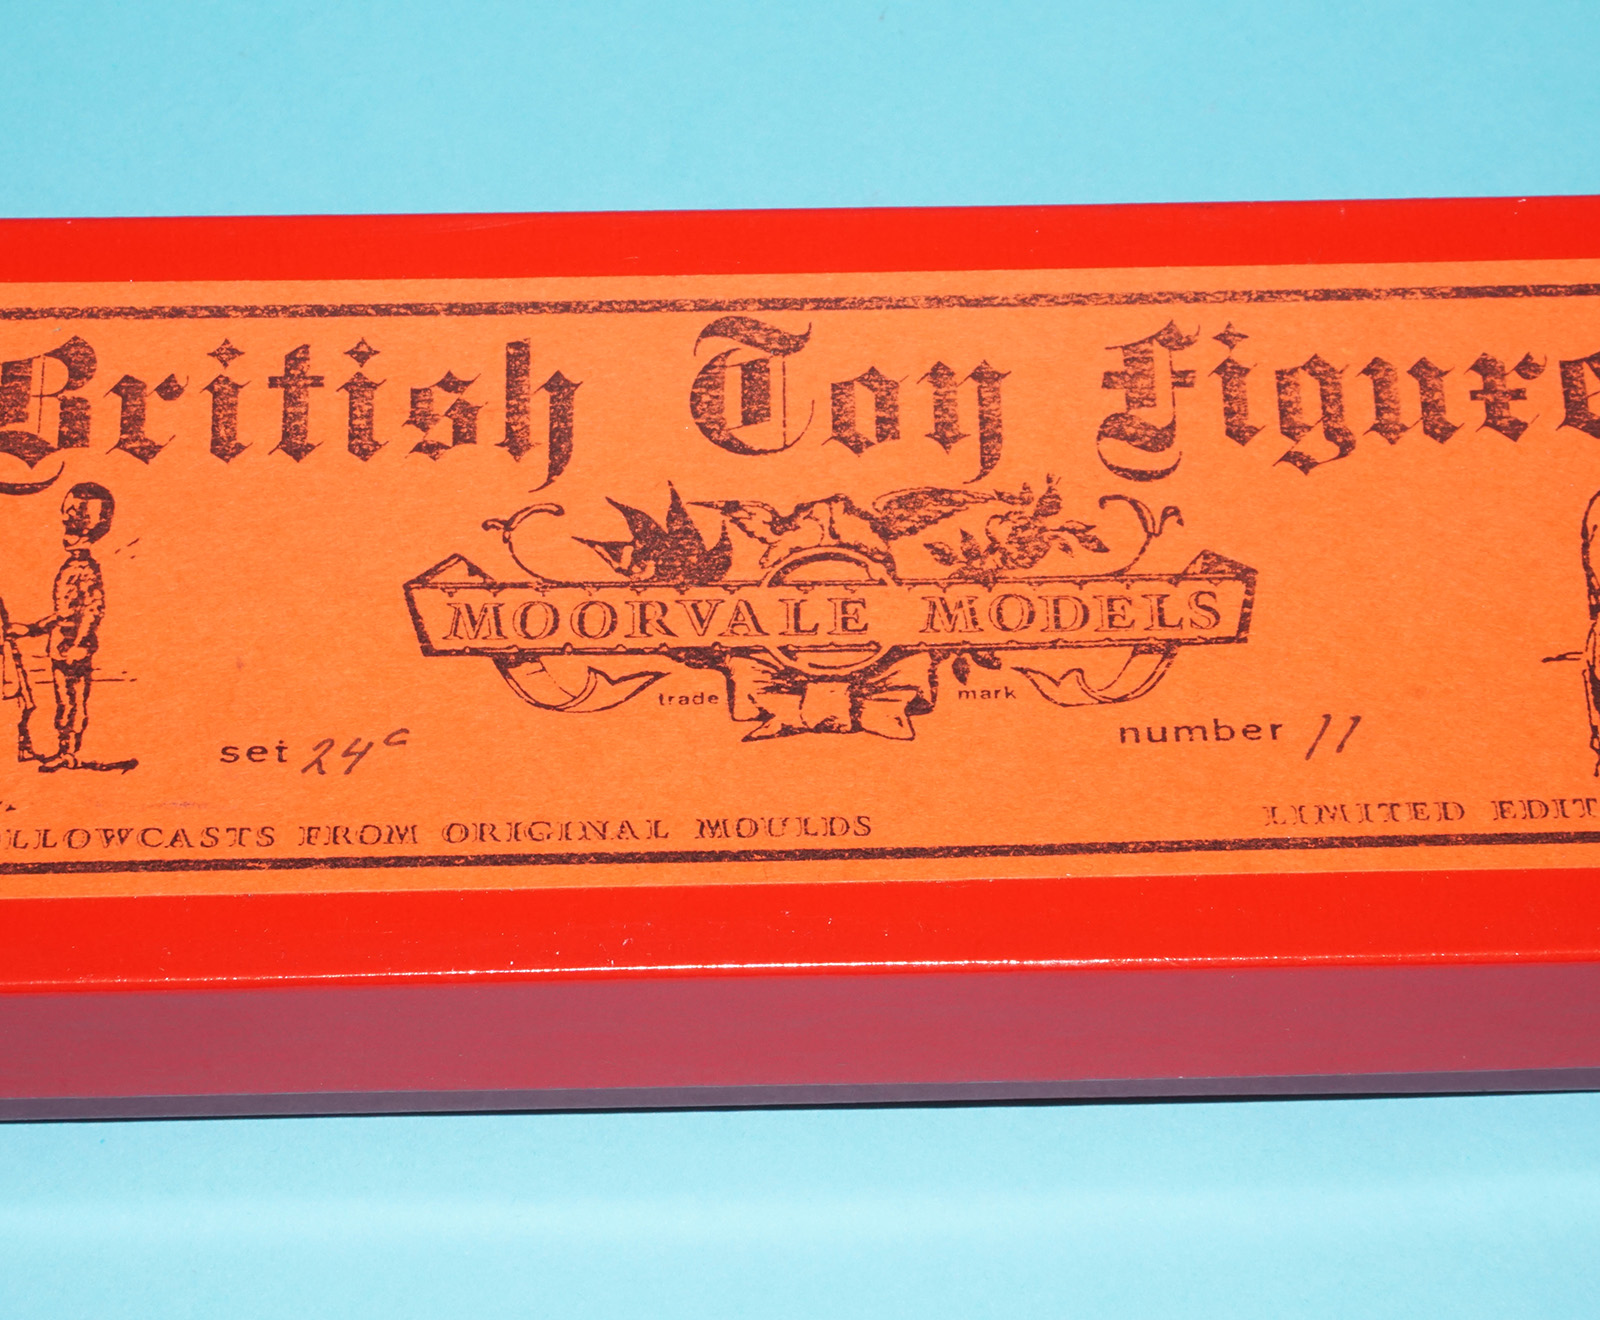 British Toy Figure
MOORVALE MODELS
trade mark
set 24c number 11
LLOWCASTS FROM ORIGINAL MOULDS LIMITED EDIT